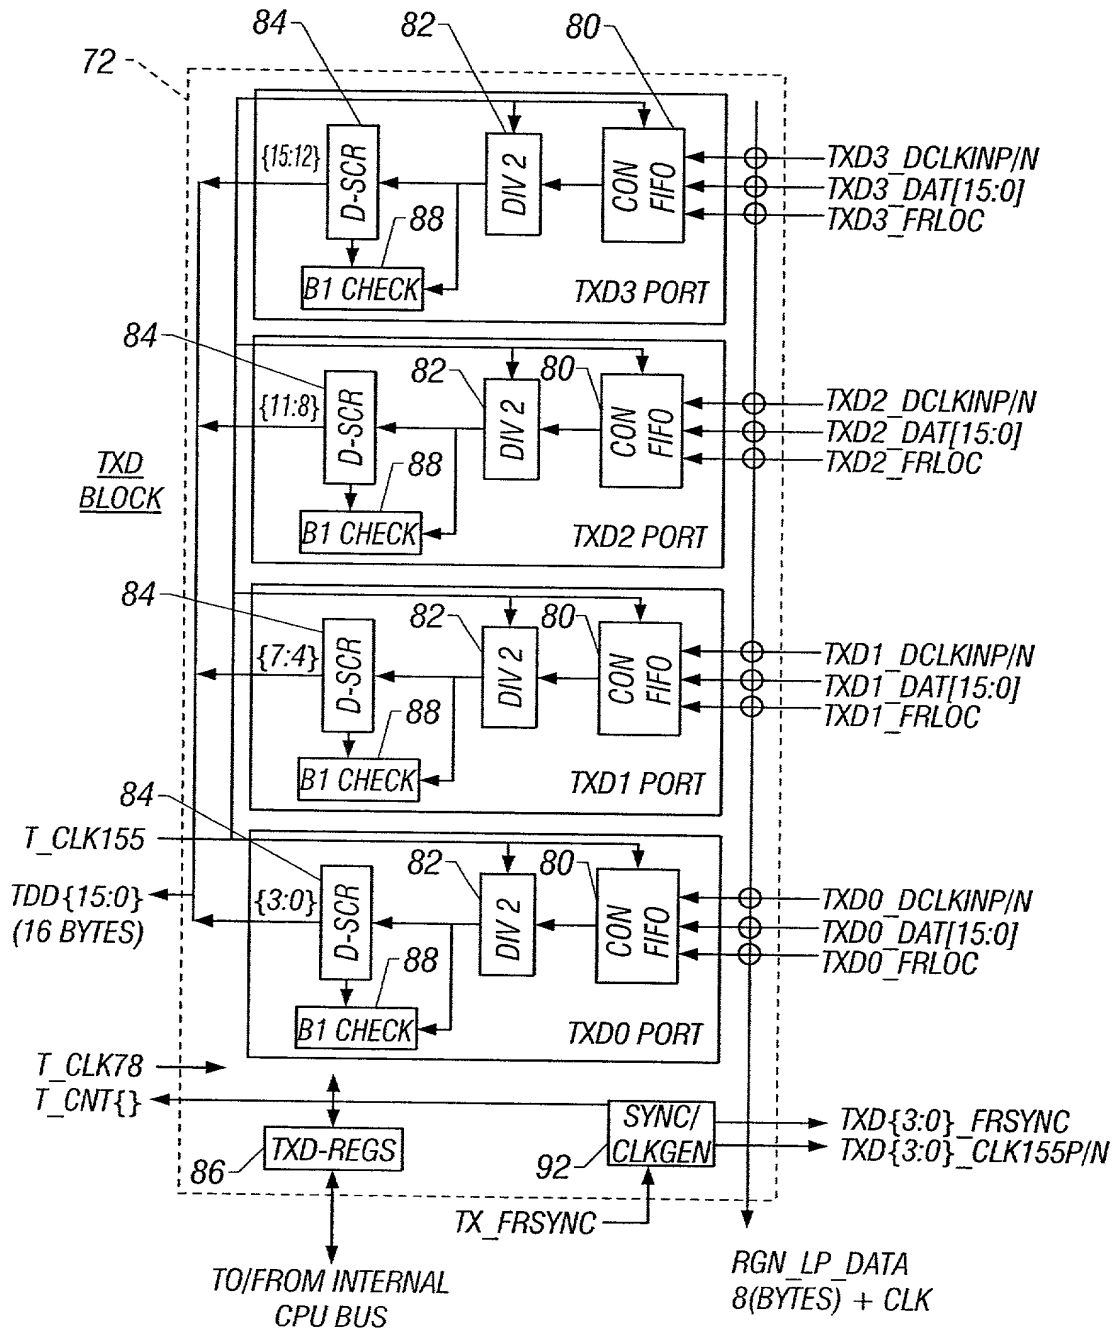 84
82
80
72
{15:12}
D-SCR
DIV 2
CON
FIFO
TXD3_DCLKINP/N
TXD3_DAT[15:0]
TXD3_FRLOC
88
B1 CHECK
TXD3 PORT
84
82
80
{11:8}
D-SCR
DIV 2
CON
FIFO
TXD2_DCLKINP/N
TXD2_DAT[15:0]
TXD2_FRLOC
TXD
BLOCK
88
B1 CHECK
TXD2 PORT
84
82
80
{7:4}
D-SCR
DIV 2
CON
FIFO
TXD1_DCLKINP/N
TXD1_DAT[15:0]
TXD1_FRLOC
88
B1 CHECK
TXD1 PORT
84
T_CLK155
82
80
TDD{15:0}
(16 BYTES)
{3:0}
D-SCR
DIV 2
CON
FIFO
TXD0_DCLKINP/N
TXD0_DAT[15:0]
TXD0_FRLOC
88
B1 CHECK
TXD0 PORT
T_CLK78
T_CNT{}
TXD-REGS
86
SYNC/
CLKGEN
92
TXD{3:0}_FRSYNC
TXD{3:0}_CLK155P/N
TX_FRSYNC
TO/FROM INTERNAL
CPU BUS
RGN_LP_DATA
8(BYTES) + CLK